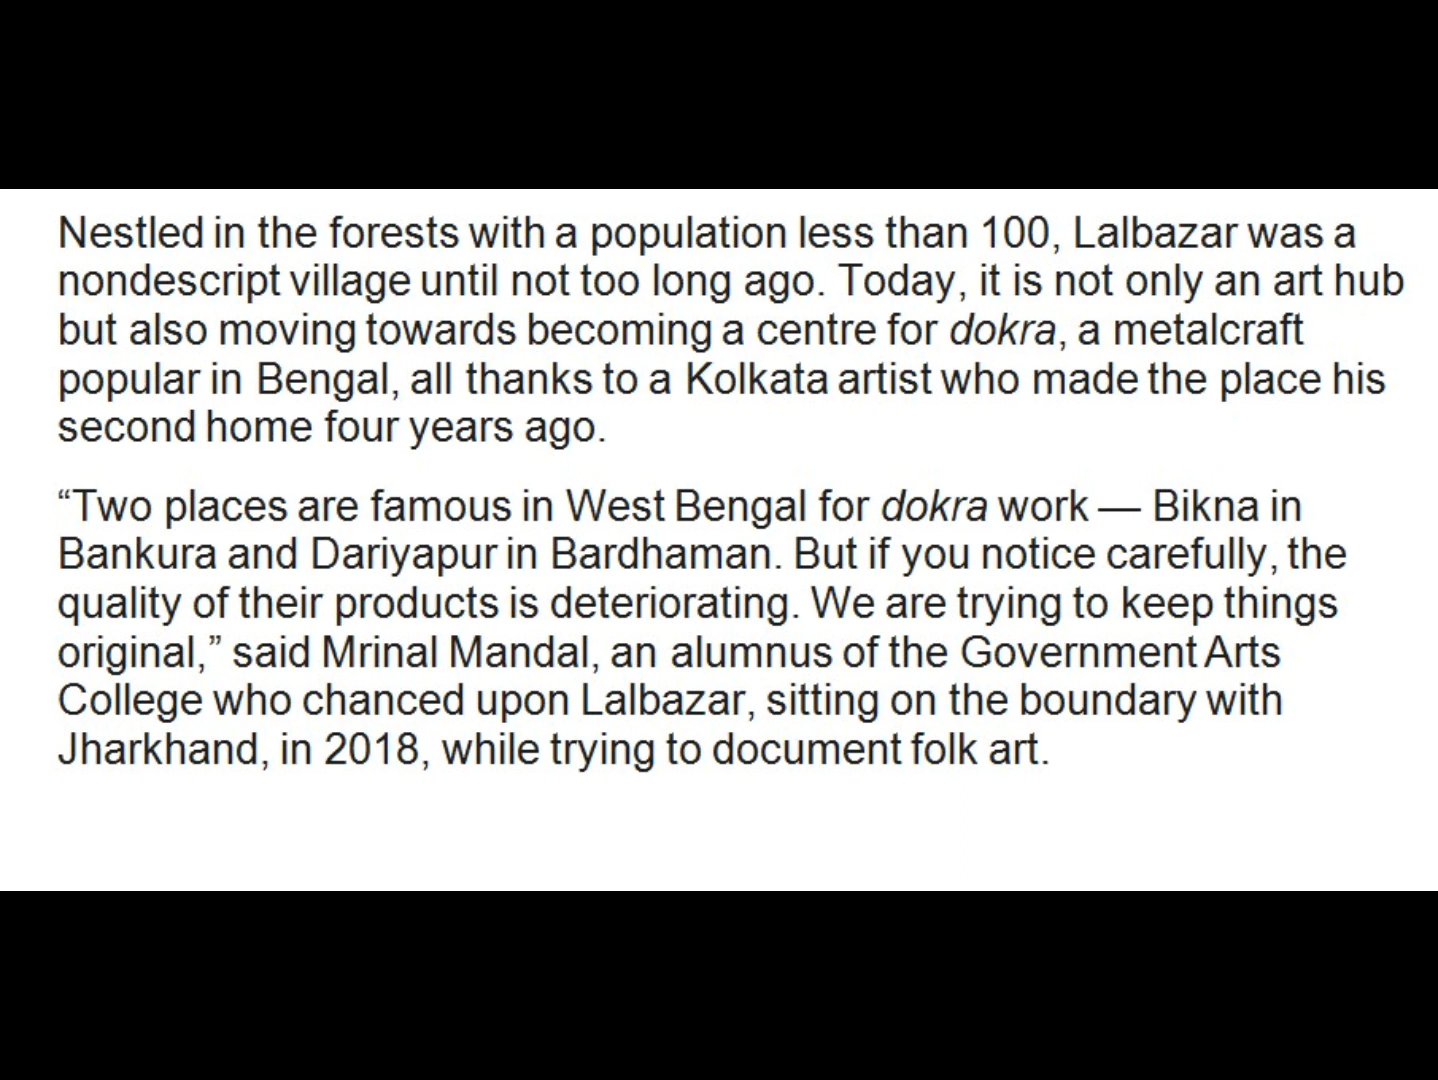 Nestled in the forests with a population less than 100, Lalbazar was a
nondescript village until not too long ago. Today, it is not only an art hub
but also moving towards becoming a centre for dokra, a metalcraft
popular in Bengal, all thanks to a Kolkata artist who made the place his
second home four years ago.
“Two places are famous in West Bengal for dokra work — Bikna in
Bankura and Dariyapur in Bardhaman. But if you notice carefully, the
quality of their products is deteriorating. We are trying to keep things
original,” said Mrinal Mandal, an alumnus of the Government Arts
College who chanced upon Lalbazar, sitting on the boundary with
Jharkhand, in 2018, while trying to document folk art.